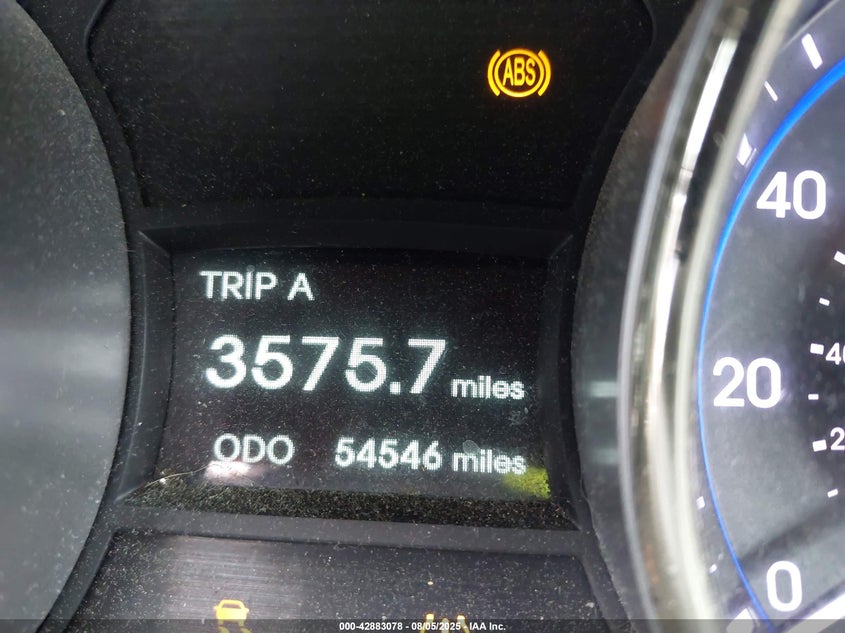 ABS
TRIP A
3575.7 miles
ODO 54546 miles
40
20
0
000-42883078 - 08/05/2025 - IAA Inc.